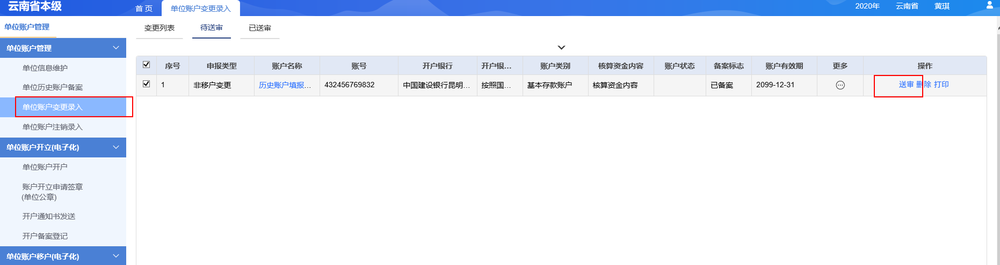 云南省本级
首 页
单位账户变更录入
2020年
云南省
黄琪
单位账户管理
变更列表
待送审
已送审
单位账户管理
单位信息维护
单位历史账户备案
单位账户变更录入
单位账户注销录入
单位账户开立(电子化)
单位账户开户
账户开立申请签章
(单位公章)
开户通知书发送
开户备案登记
单位账户移户(电子化)
序号 申报类型 账户名称 账号 开户银行 开户银... 账户类别 核算资金内容 账户状态 备案标志 账户有效期 更多 操作
1 非移户变更 历史账户填报... 432456769832 中国建设银行昆明... 按照国... 基本存款账户 核算资金内容 已备案 2099-12-31 送审 删除 打印